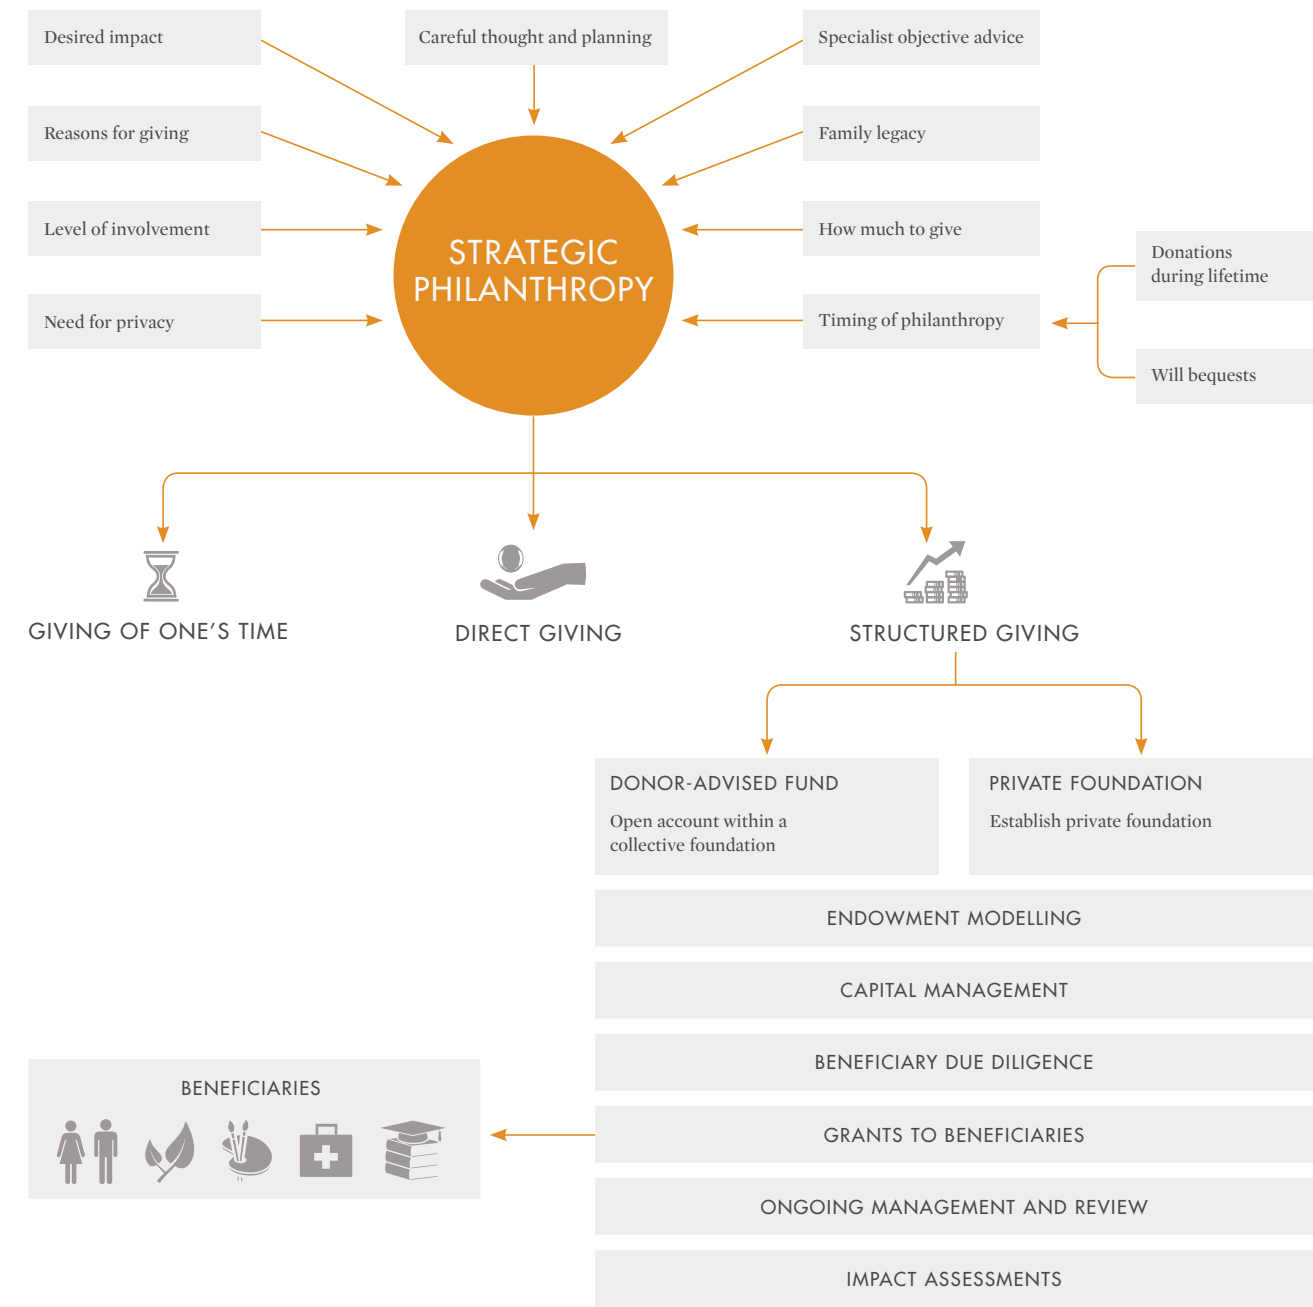 Desired impact
Careful thought and planning
Specialist objective advice
Reasons for giving
Family legacy
Level of involvement
How much to give
Need for privacy
Timing of philanthropy
Donations
during lifetime
Will bequests
STRATEGIC
PHILANTHROPY
GIVING OF ONE’S TIME
DIRECT GIVING
STRUCTURED GIVING
DONOR-ADVISED FUND
Open account within a
collective foundation
PRIVATE FOUNDATION
Establish private foundation
ENDOWMENT MODELLING
CAPITAL MANAGEMENT
BENEFICIARY DUE DILIGENCE
GRANTS TO BENEFICIARIES
ONGOING MANAGEMENT AND REVIEW
IMPACT ASSESSMENTS
BENEFICIARIES